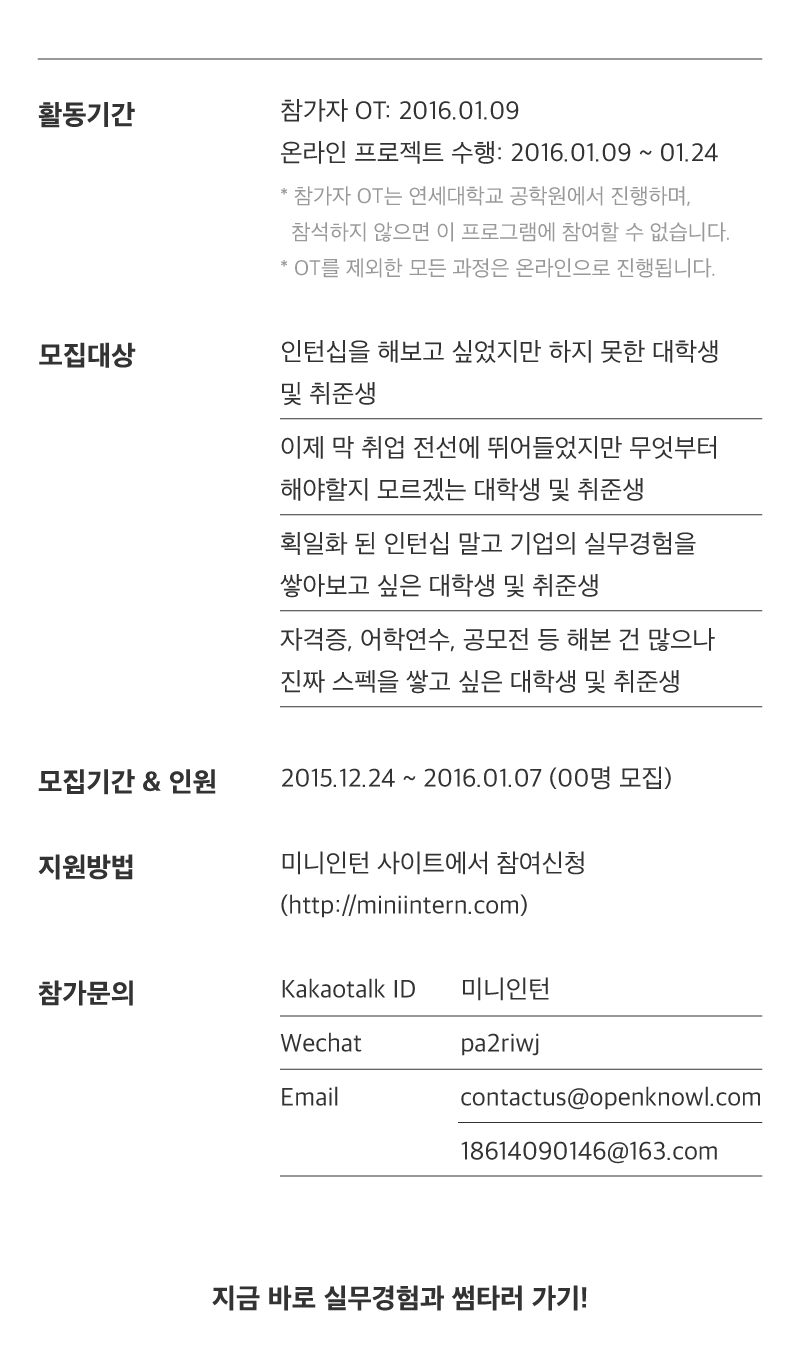 활동기간
참가자 OT: 2016.01.09
온라인 프로젝트 수행: 2016.01.09 ~ 01.24
* 참가자 OT는 연세대학교 공학원에서 진행하며,
참석하지 않으면 이 프로그램에 참여할 수 없습니다.
* OT를 제외한 모든 과정은 온라인으로 진행됩니다.
모집대상
인턴십을 해보고 싶었지만 하지 못한 대학생
및 취준생
이제 막 취업 전선에 뛰어들었지만 무엇부터
해야할지 모르겠는 대학생 및 취준생
획일화 된 인턴십 말고 기업의 실무경험을
쌓아보고 싶은 대학생 및 취준생
자격증, 어학연수, 공모전 등 해본 건 많으나
진짜 스펙을 쌓고 싶은 대학생 및 취준생
모집기간 & 인원
2015.12.24 ~ 2016.01.07 (00명 모집)
지원방법
미니인턴 사이트에서 참여신청
(http://miniintern.com)
참가문의
Kakaotalk ID 미니인턴
Wechat pa2riwj
Email contactus@openknowl.com
18614090146@163.com
지금 바로 실무경험과 썸타러 가기!